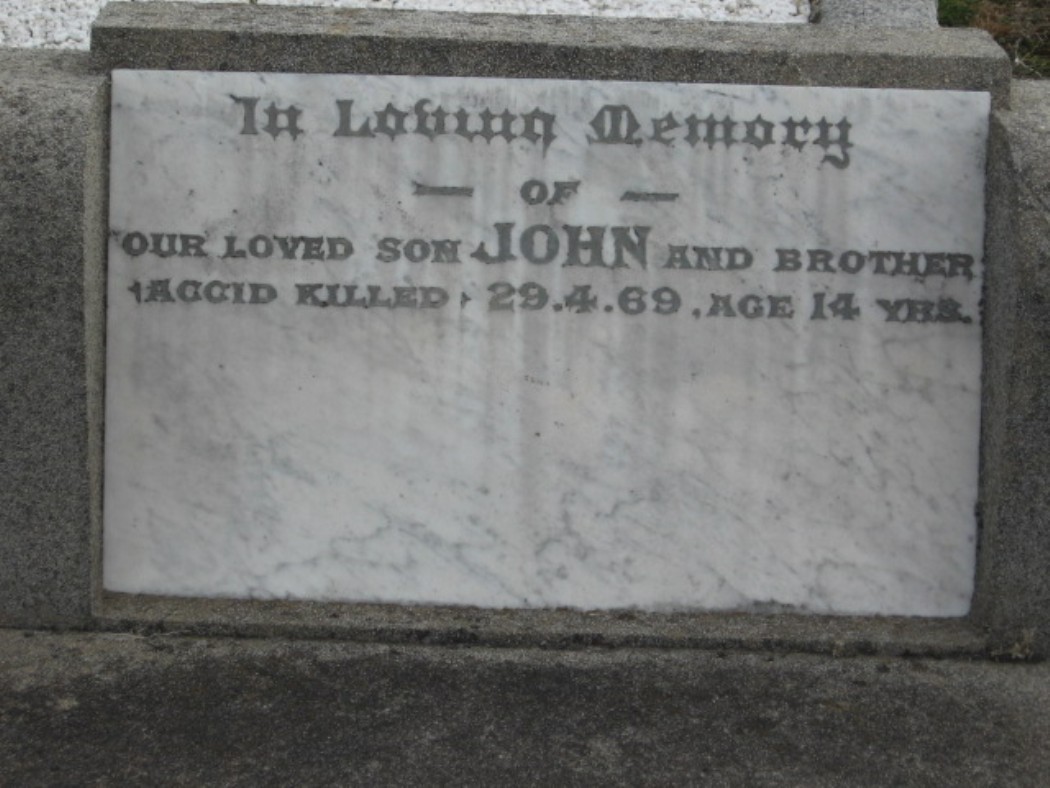 In Loving Memory
— OF —
OUR LOVED SON JOHN AND BROTHER
ACCID KILLED 29.4.69, AGE 14 YRS.